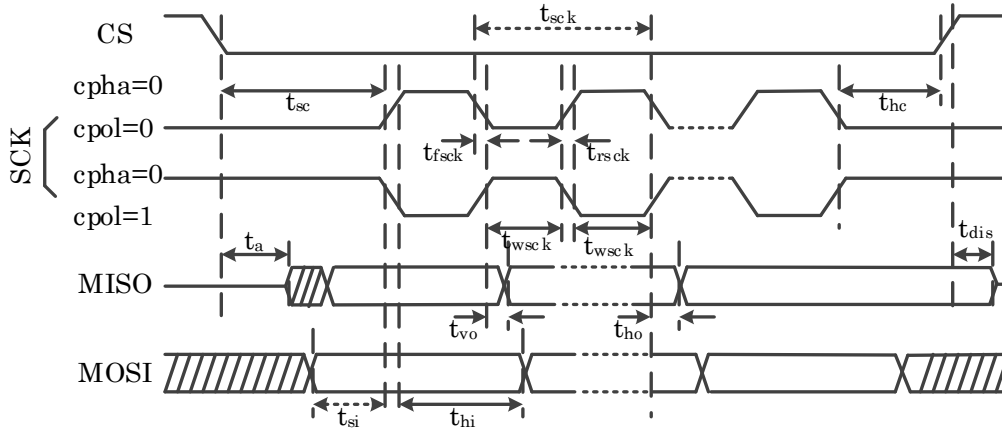 CS
t_sck
cpha=0
t_sc
t_hc
SCK
cpol=0
t_fsck
t_rsck
cpha=0
cpol=1
t_a
t_wsck
t_wsck
t_dis
MISO
t_vo
t_ho
MOSI
t_si
t_hi